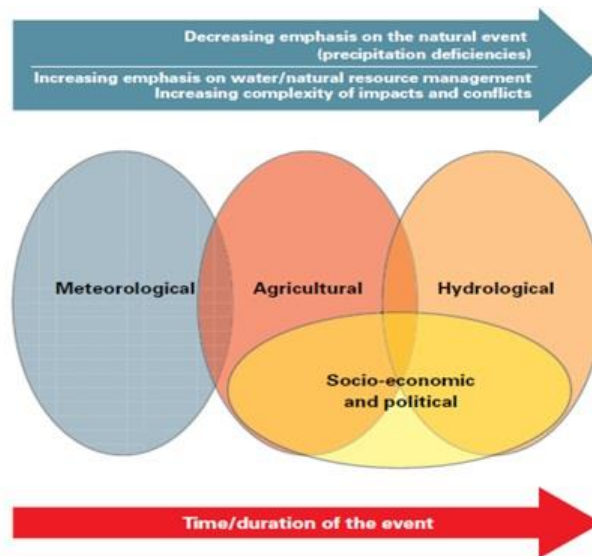 Decreasing emphasis on the natural event
(precipitation deficiencies)
Increasing emphasis on water/natural resource management
Increasing complexity of impacts and conflicts
Meteorological
Agricultural
Hydrological
Socio-economic
and political
Time/duration of the event